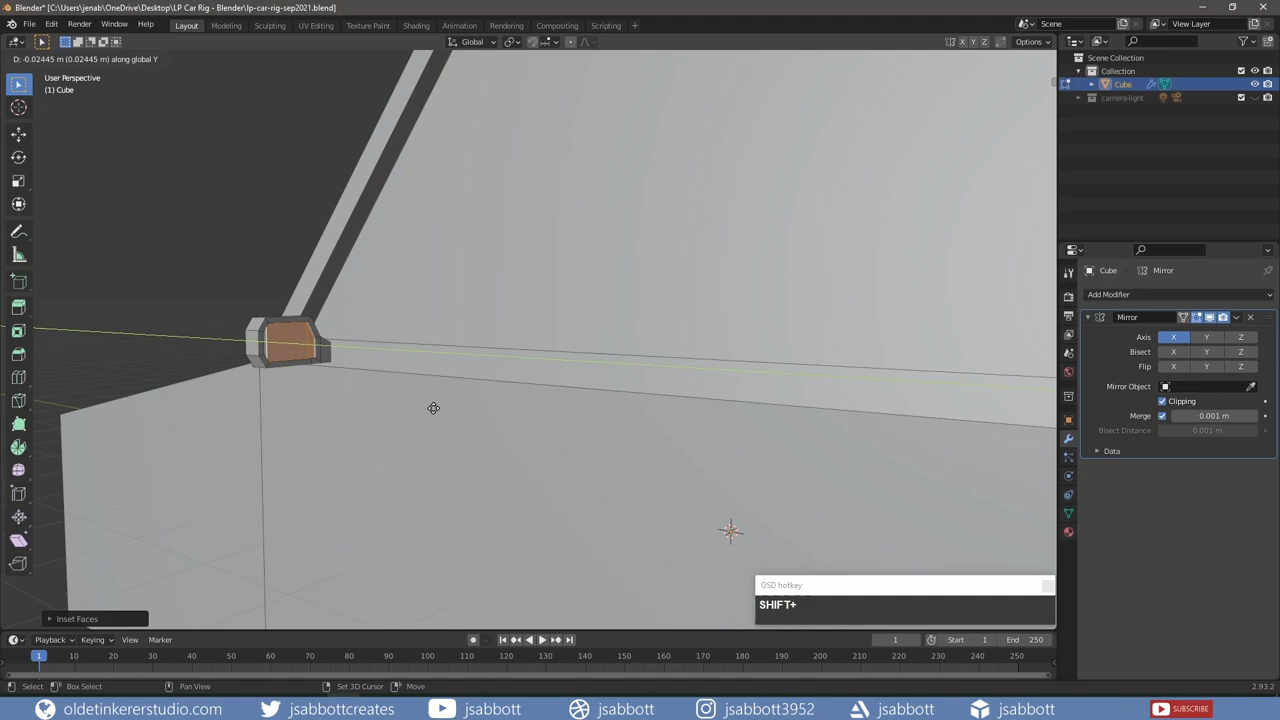 Blender* [C:\Users\jenab\OneDrive\Desktop\LP Car Rig - Blender\lp-car-rig-sep2021.blend]
File Edit Render Window Help Layout Modeling Sculpting UV Editing Texture Paint Shading Animation Rendering Compositing Scripting + Scene View Layer
Global X Y Z Options
D: -0.02445 m (0.02445 m) along global Y
User Perspective
(1) Cube
Scene Collection
Collection
Cube
camera-light
Cube Mirror
Add Modifier
Mirror
Axis X Y Z
Bisect X Y Z
Flip X Y Z
Mirror Object
Clipping
Merge 0.001 m
Bisect Distance 0.001 m
Data
OSD hotkey
SHIFT+
Inset Faces
Playback Keying View Marker 1 Start 1 End 250
1 10 20 30 40 50 60 70 80 90 100 110 120 130 140 150 160 170 180 190 200 210 220 230 240 250
Select Box Select Pan View Set 3D Cursor Move 2.93.2
oldetinkererstudio.com jsabbottcreates jsabbott jsabbott jsabbott3952 jsabbott jsabbott SUBSCRIBE